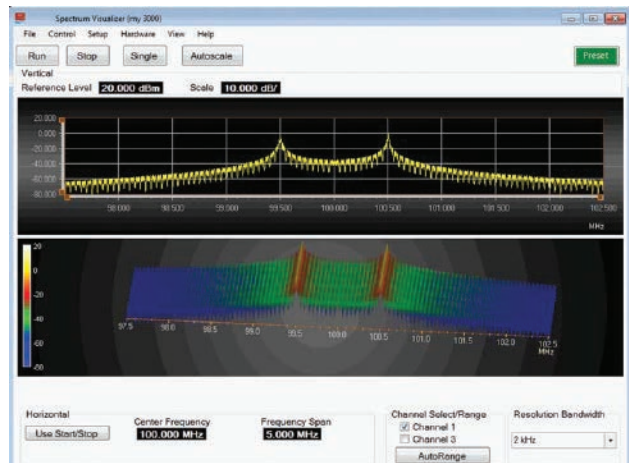 Spectrum Visualizer (my 3000)
File Control Setup Hardware View Help
Run Stop Single Autoscale Preset
Vertical
Reference Level 20.000 dBm Scale 10.000 dB/
20.000
0.000
-40.000
-60.000
-80.000
98.000 98.500 99.000 99.500 100.000 100.500 101.000 101.500 102.000 102.500
MHz
20
0
-20
-40
-60
-80
97.5 98.0 98.5 99.5 100.0 100.5 101.0 101.5 102.0 102.5
MHz
Horizontal
Use Start/Stop
Center Frequency
100.000 MHz
Frequency Span
5.000 MHz
Channel Select/Range
Channel 1
Channel 3
AutoRange
Resolution Bandwidth
2 kHz